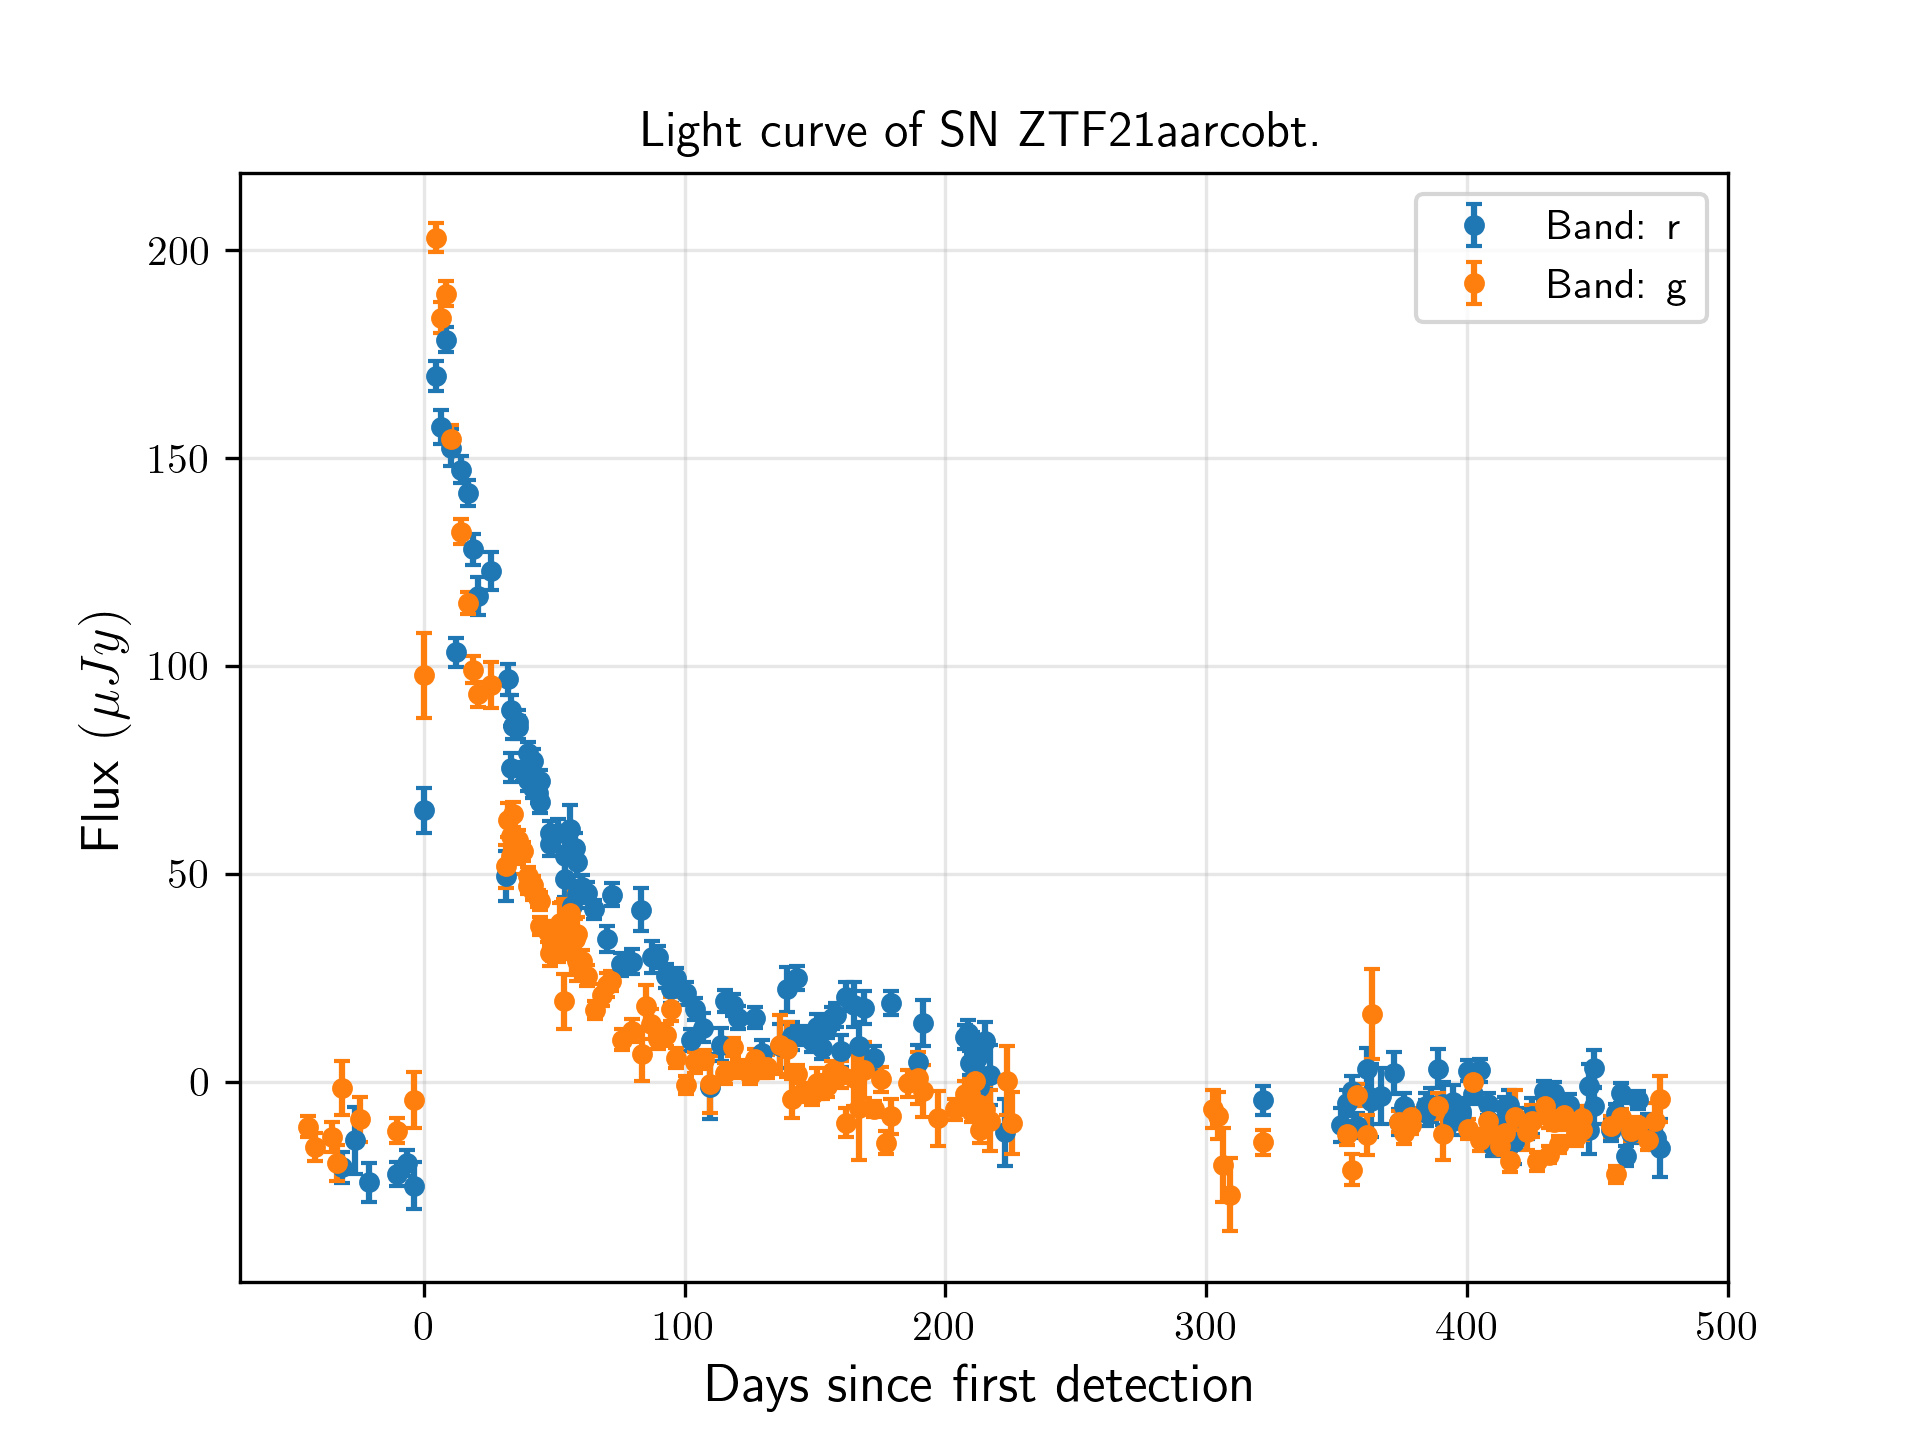 Light curve of SN ZTF21aarcobt.
Band: r
Band: g
200
150
100
50
0
Flux (μJy)
0
100
200
300
400
500
Days since first detection